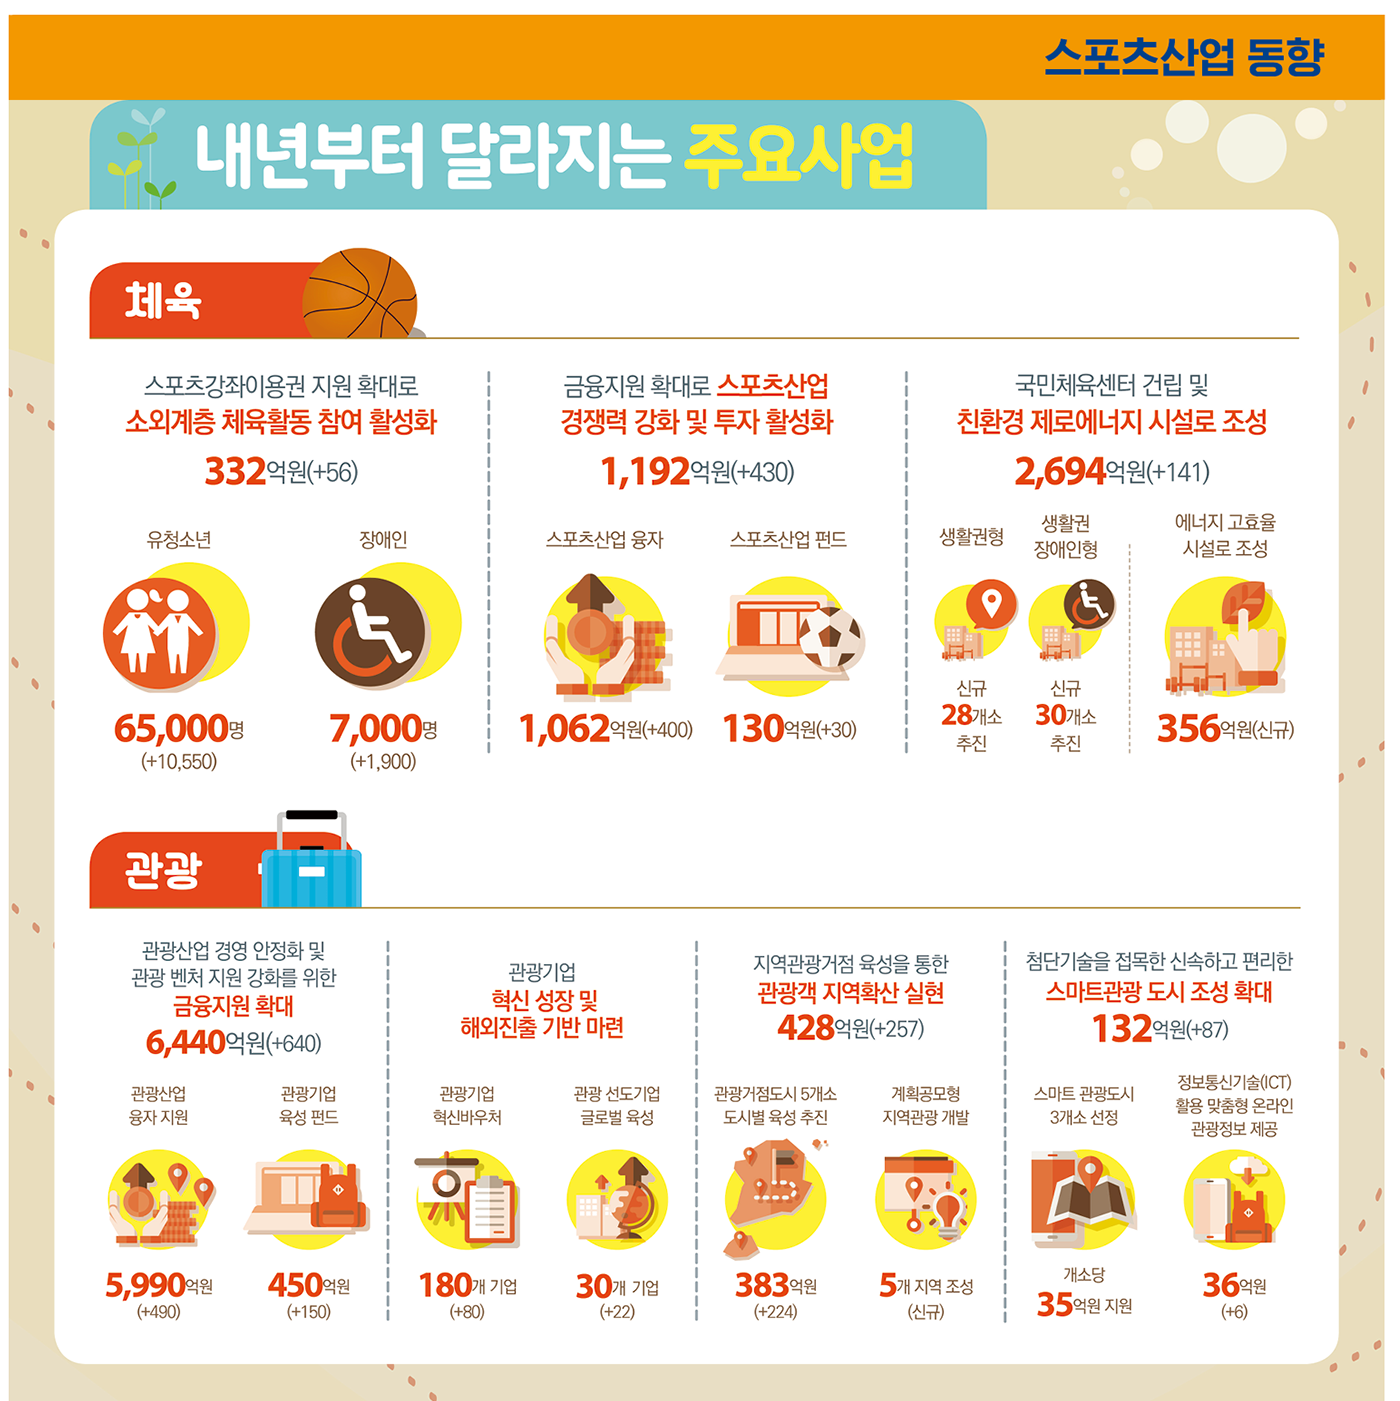 스포츠산업 동향
내년부터 달라지는 주요사업
체육
스포츠강좌이용권 지원 확대로
소외계층 체육활동 참여 활성화
332억원(+56)
유청소년
65,000명
(+10,550)
장애인
7,000명
(+1,900)
금융지원 확대로 스포츠산업
경쟁력 강화 및 투자 활성화
1,192억원(+430)
스포츠산업 융자
1,062억원(+400)
스포츠산업 펀드
130억원(+30)
국민체육센터 건립 및
친환경 제로에너지 시설로 조성
2,694억원(+141)
생활권형
신규
28개소
추진
생활권
장애인형
신규
30개소
추진
에너지 고효율
시설로 조성
356억원(신규)
관광
관광산업 경영 안정화 및
관광 벤처 지원 강화를 위한
금융지원 확대
6,440억원(+640)
관광산업
융자 지원
5,990억원
(+490)
관광기업
육성 펀드
450억원
(+150)
관광기업
혁신 성장 및
해외진출 기반 마련
관광기업
혁신바우처
180개 기업
(+80)
관광 선도기업
글로벌 육성
30개 기업
(+22)
지역관광거점 육성을 통한
관광객 지역확산 실현
428억원(+257)
관광거점도시 5개소
도시별 육성 추진
5
383억원
(+224)
계획공모형
지역관광 개발
5개 지역 조성
(신규)
첨단기술을 접목한 신속하고 편리한
스마트관광 도시 조성 확대
132억원(+87)
스마트 관광도시
3개소 선정
개소당
35억원 지원
정보통신기술(ICT)
활용 맞춤형 온라인
관광정보 제공
36억원
(+6)